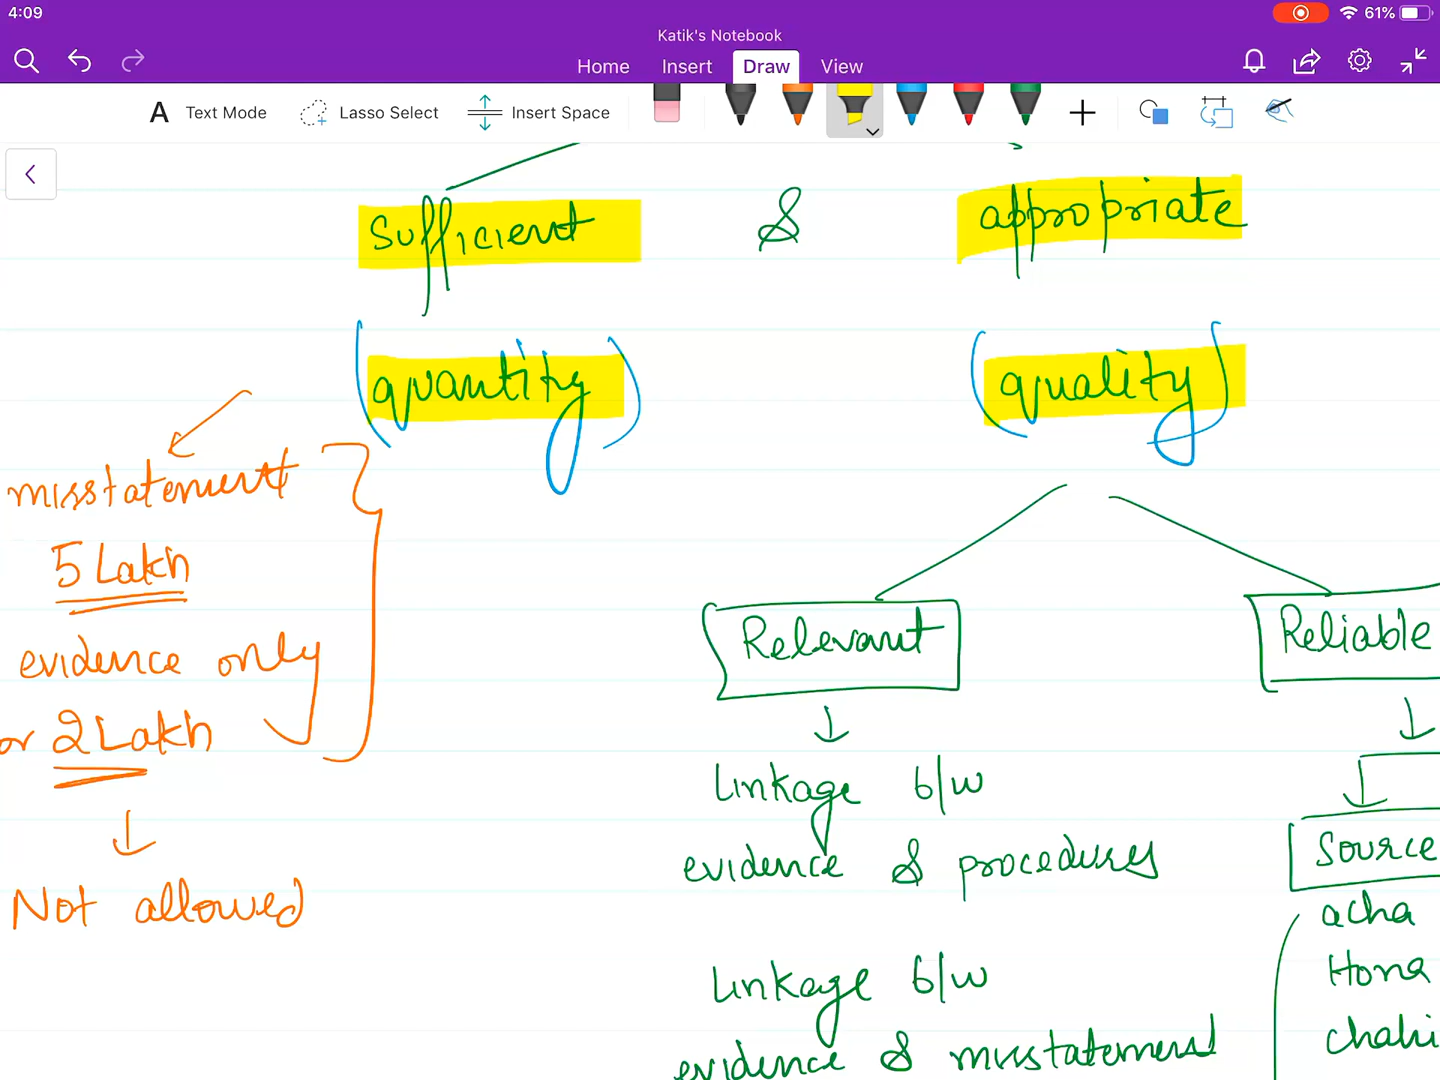 4:09
61%
Katik's Notebook
Home Insert Draw View
A Text Mode Lasso Select Insert Space
Sufficient & appropriate
(quantity) (quality)
misstatement
5 Lakh
evidence only
or 2 Lakh
Not allowed
Relevant
Linkage b/w
evidence & procedures
Linkage b/w
evidence & misstatement
Reliable
Source
acha
Hona
chahi